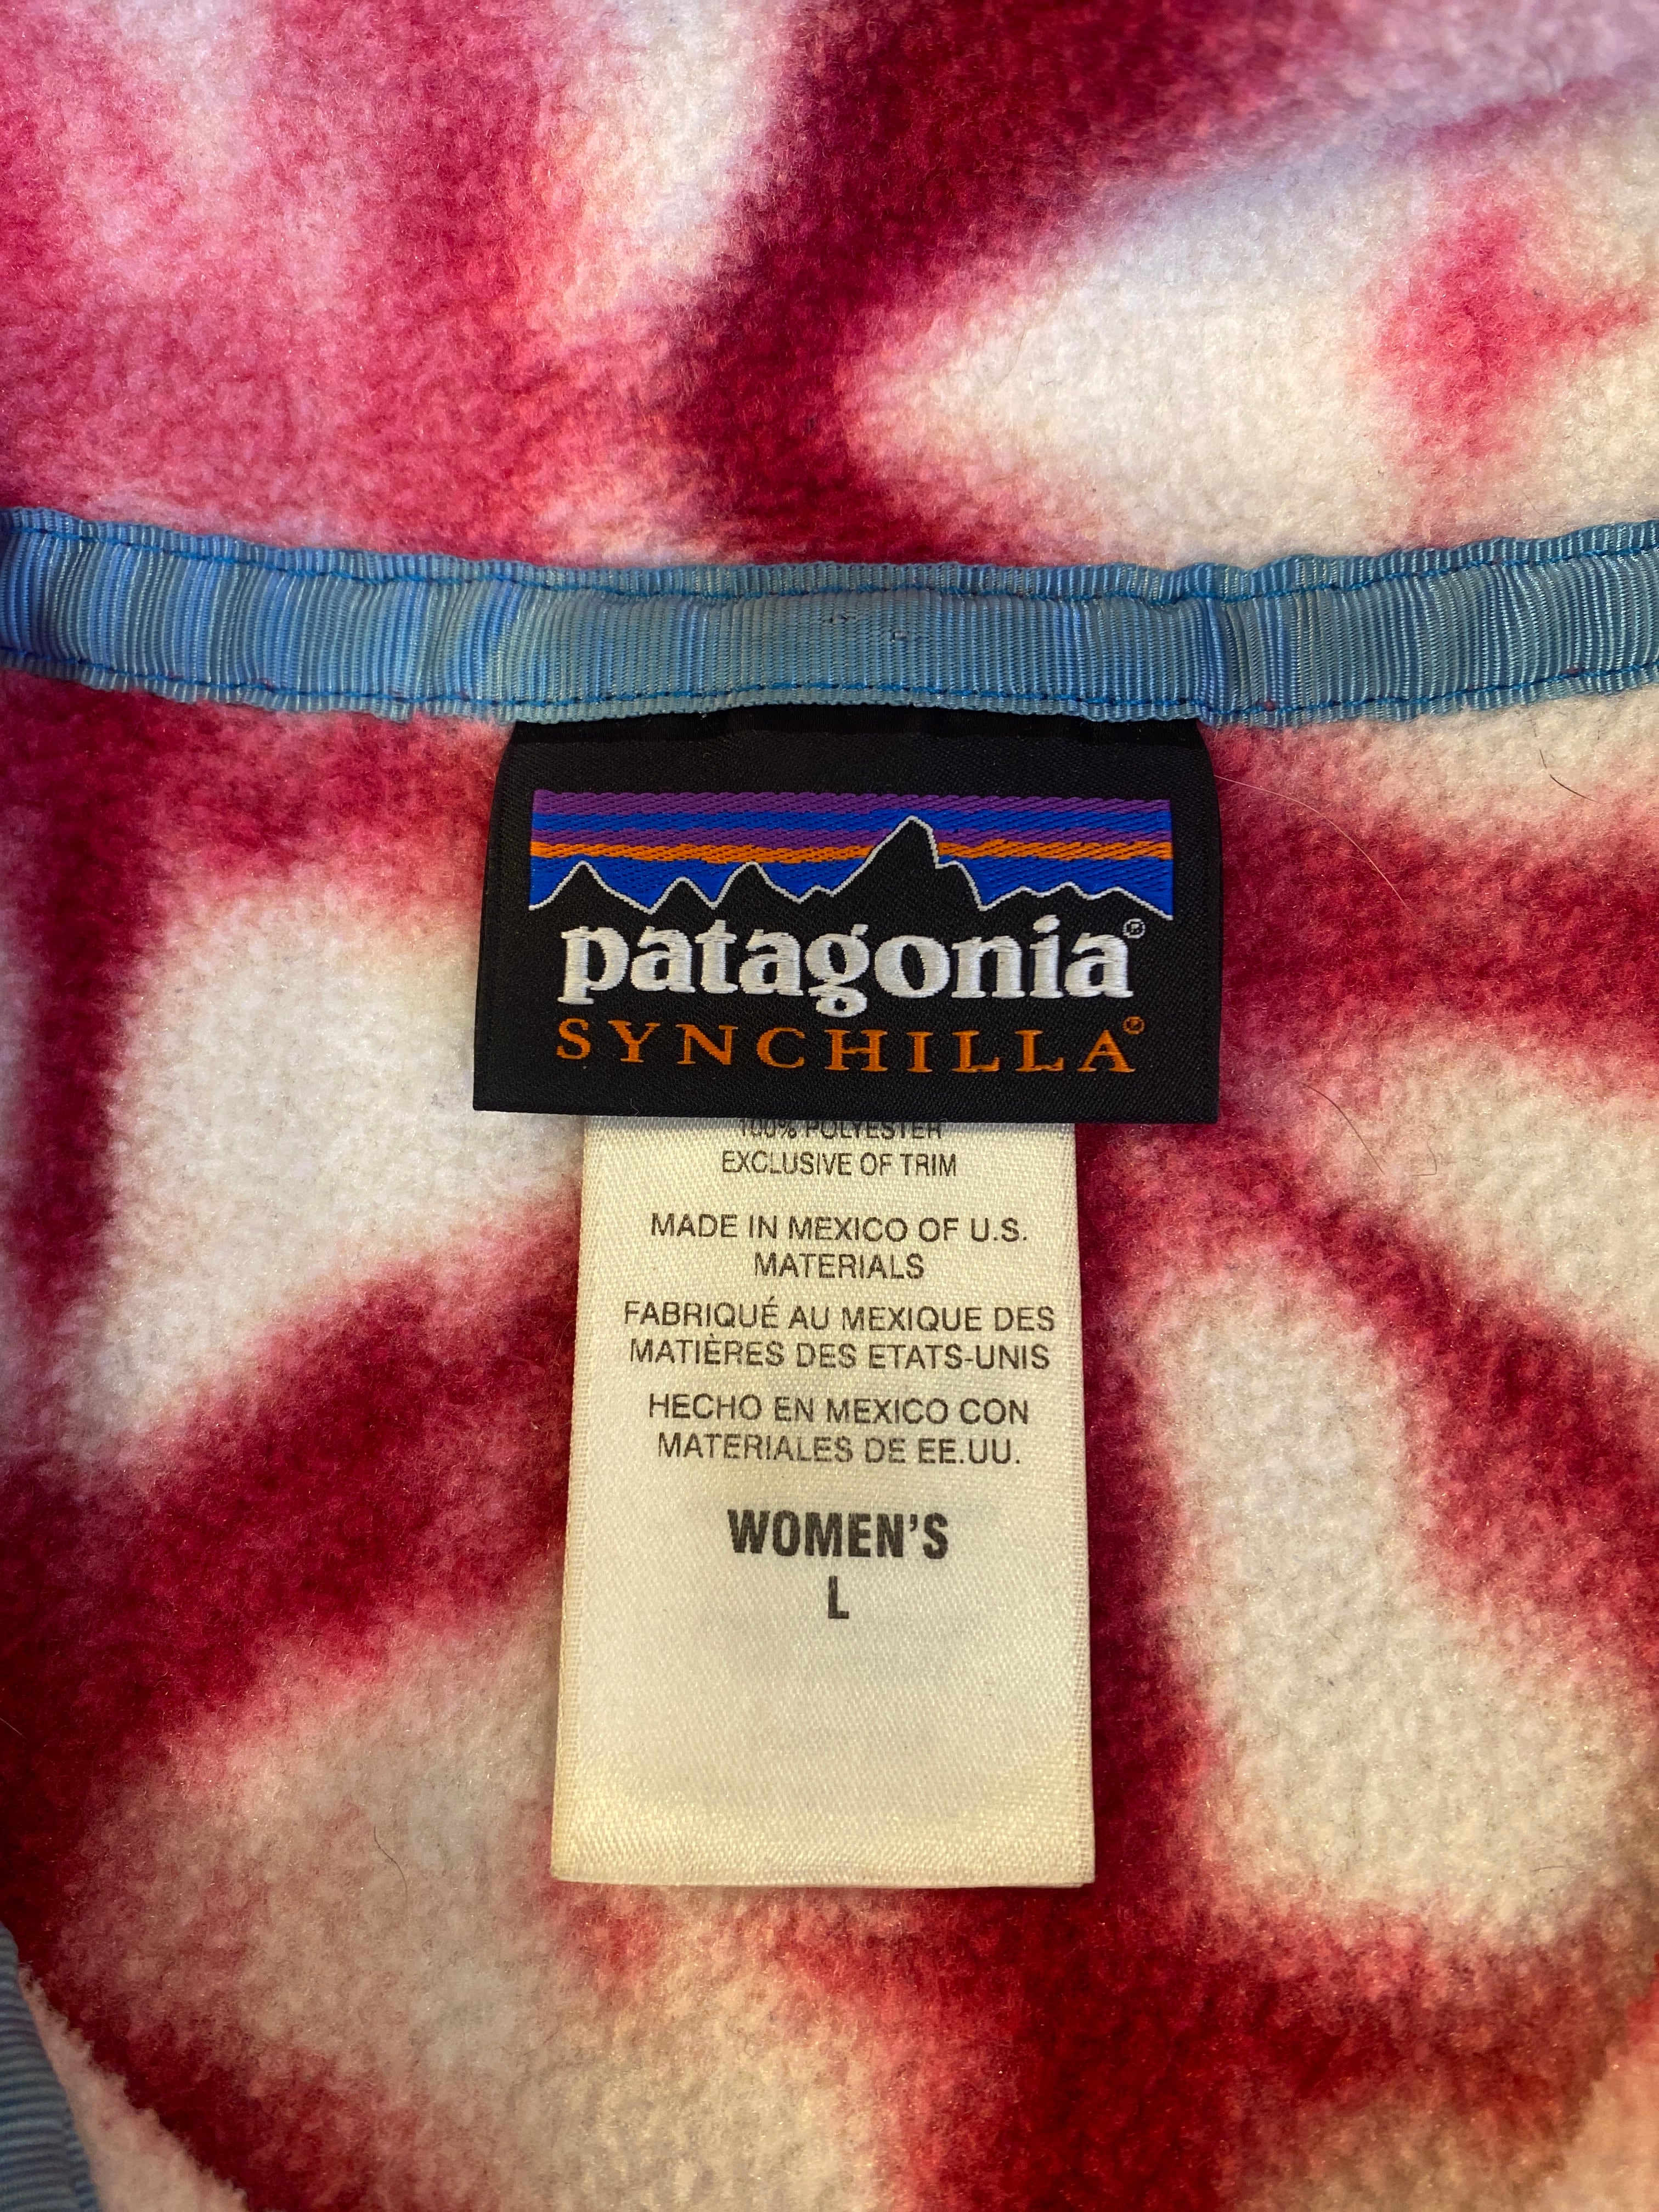 patagonia®
SYNCHILLA®
100% POLYESTER
EXCLUSIVE OF TRIM
MADE IN MEXICO OF U.S.
MATERIALS
FABRIQUÉ AU MEXIQUE DES
MATIÈRES DES ETATS-UNIS
HECHO EN MEXICO CON
MATERIALES DE EE.UU.
WOMEN'S
L